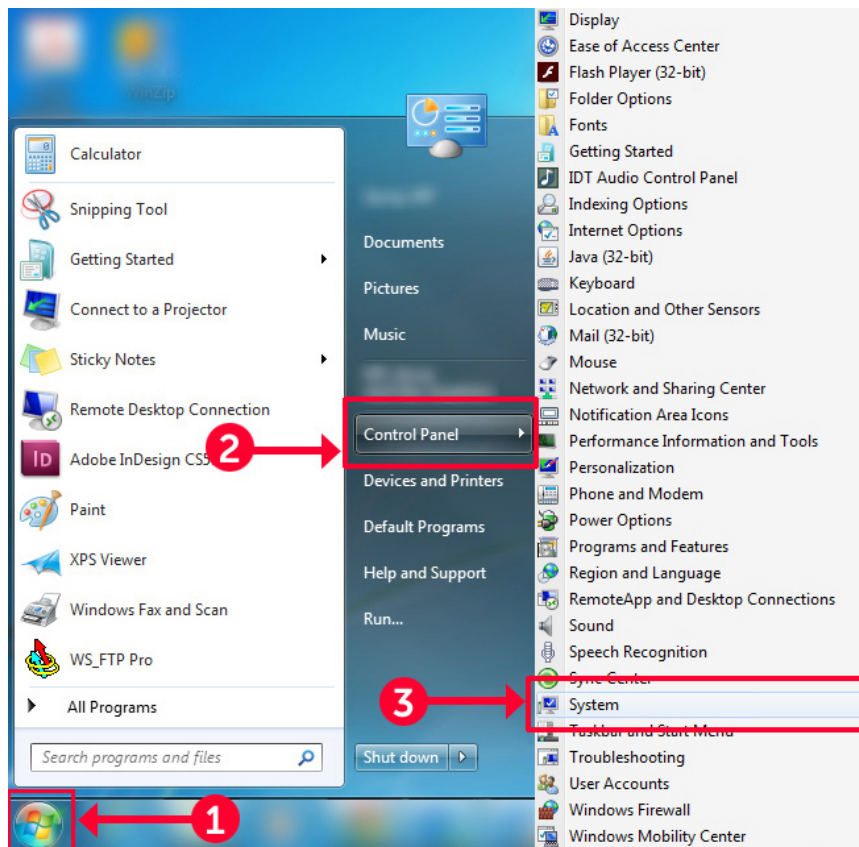 WinZip
Calculator
Snipping Tool
Getting Started
Connect to a Projector
Sticky Notes
Remote Desktop Connection
ID
Adobe InDesign CS5
Paint
XPS Viewer
Windows Fax and Scan
WS_FTP Pro
All Programs
Search programs and files
1
Documents
Pictures
Music
2
Control Panel
Devices and Printers
Default Programs
Help and Support
Run...
Shut down
3
Display
Ease of Access Center
Flash Player (32-bit)
Folder Options
Fonts
Getting Started
IDT Audio Control Panel
Indexing Options
Internet Options
Java (32-bit)
Keyboard
Location and Other Sensors
Mail (32-bit)
Mouse
Network and Sharing Center
Notification Area Icons
Performance Information and Tools
Personalization
Phone and Modem
Power Options
Programs and Features
Region and Language
RemoteApp and Desktop Connections
Sound
Speech Recognition
Sync Center
System
Taskbar and Start Menu
Troubleshooting
User Accounts
Windows Firewall
Windows Mobility Center